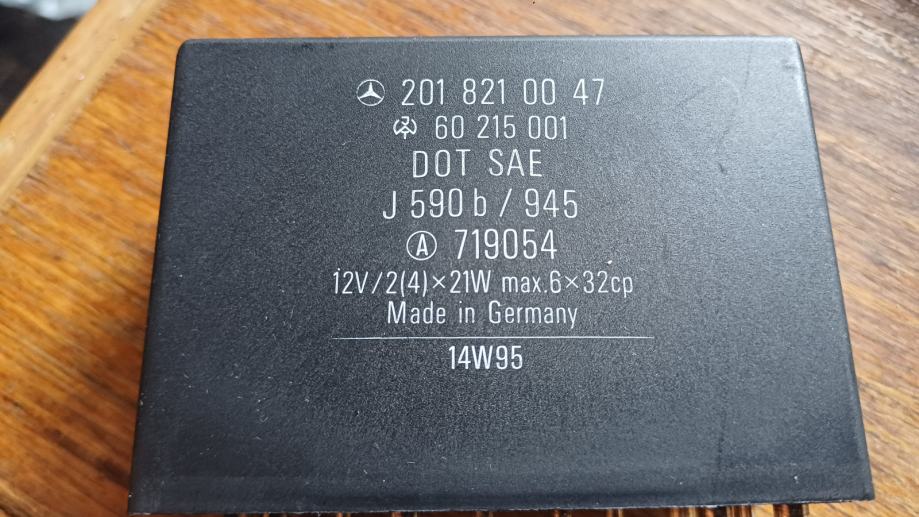 201 821 00 47
60 215 001
DOT SAE
J 590 b / 945
A 719054
12V/2(4)×21W max.6×32cp
Made in Germany
14W95